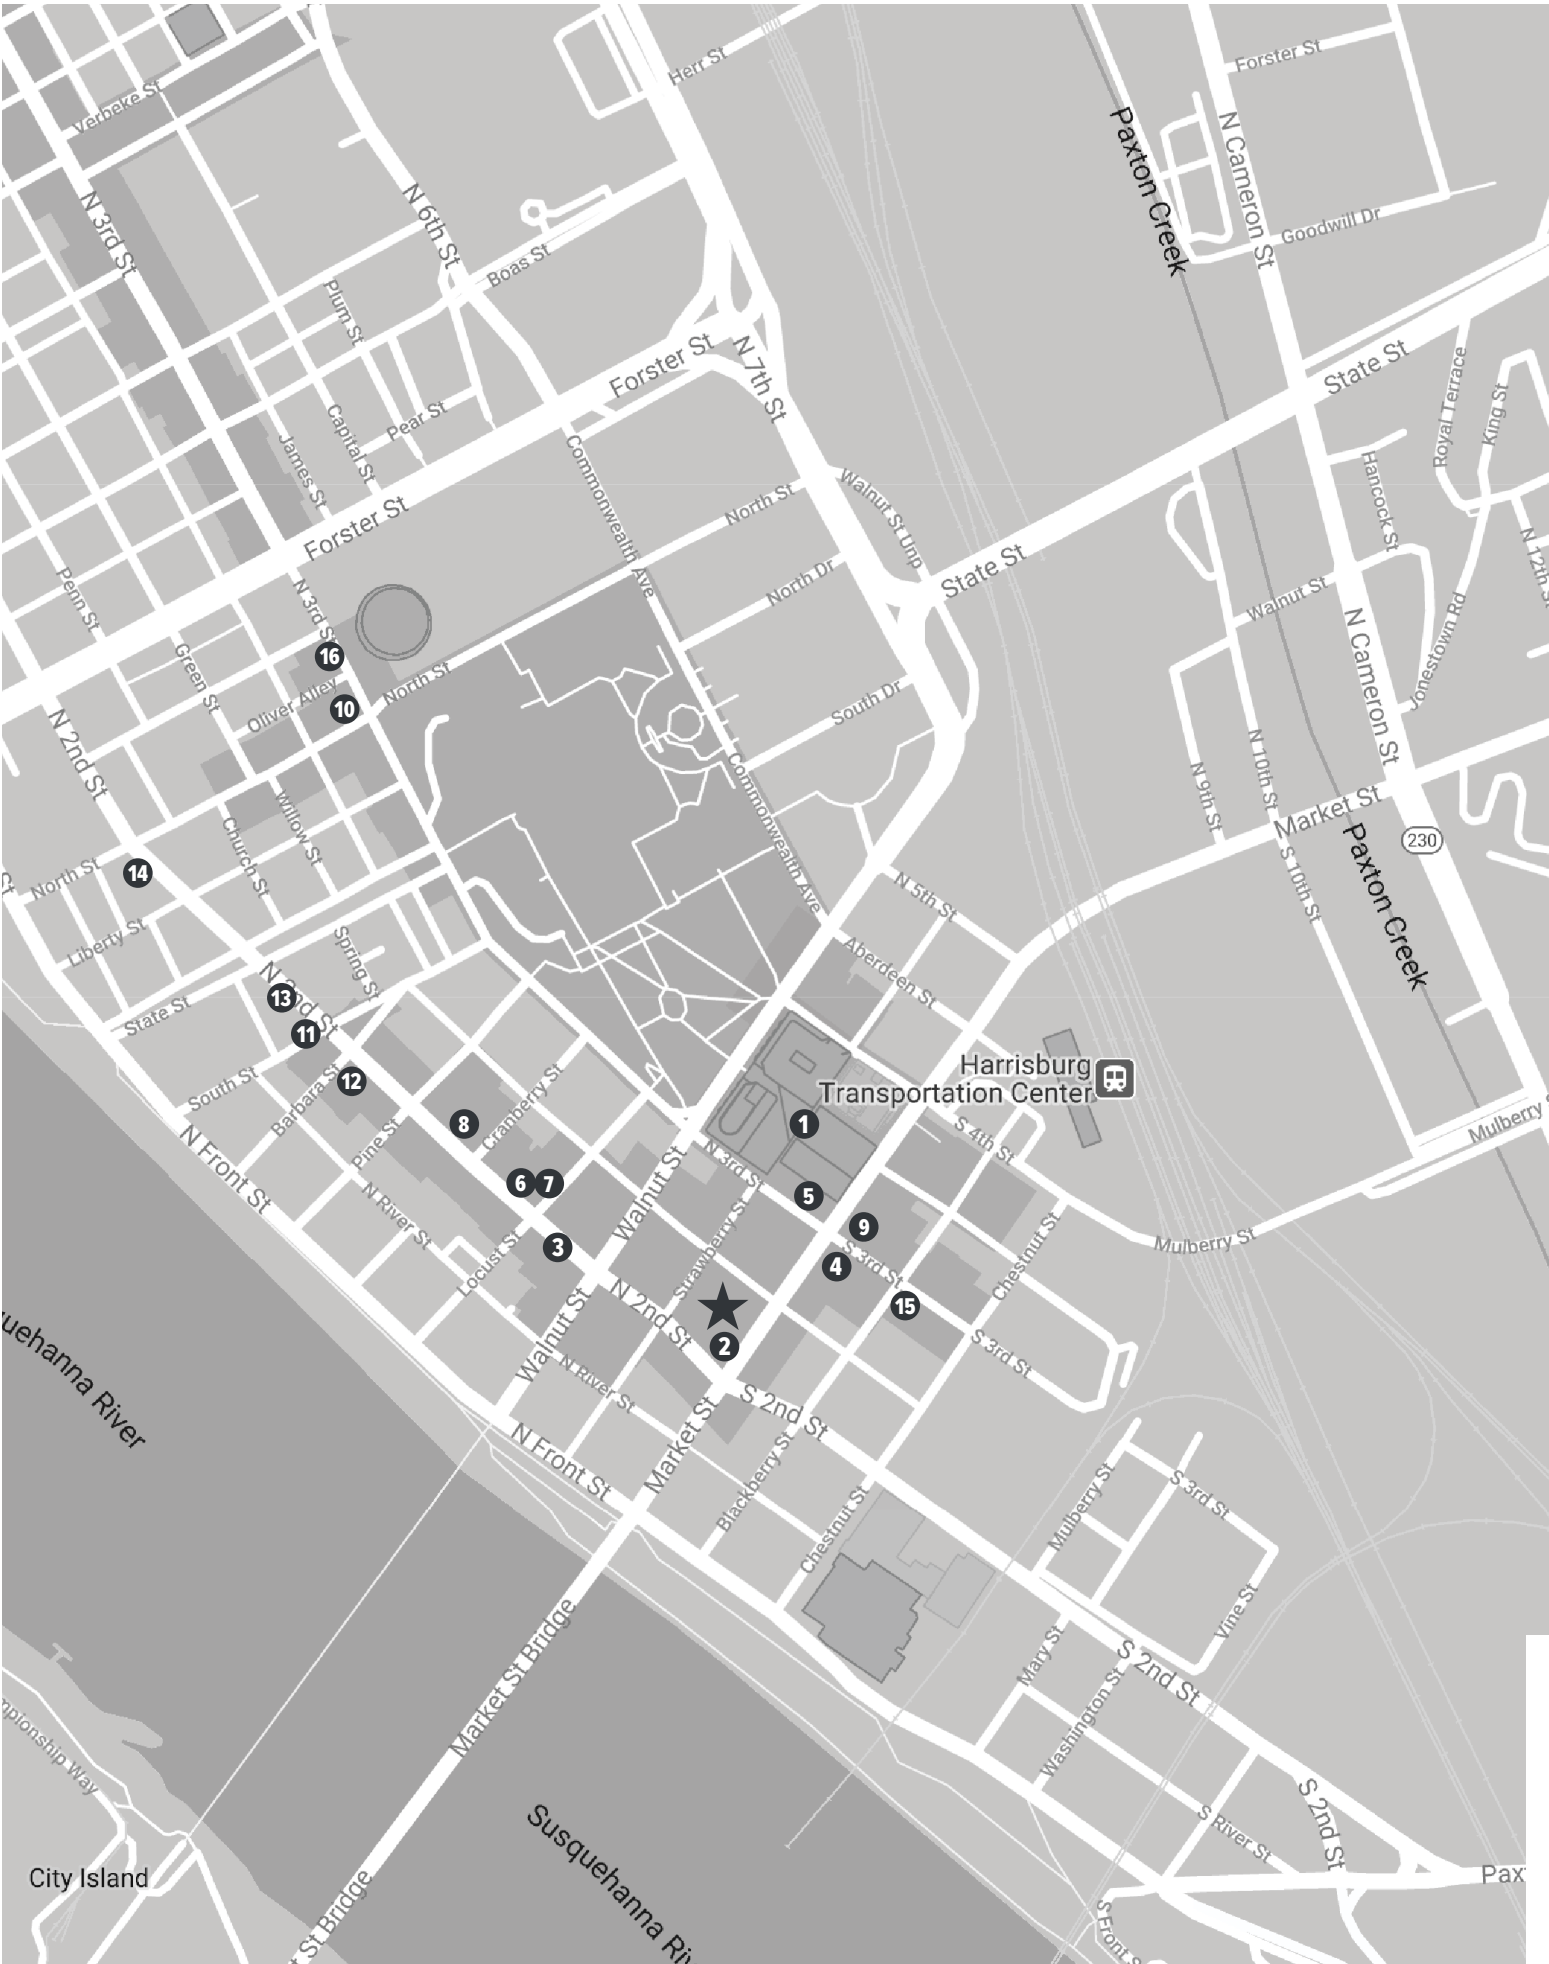 Herr St
Forster St
Verbeke St
Paxton Creek
N Cameron St
N 3rd St
N 6th St
Goodwill Dr
Boas St
Plum St
Forster St
N 7th St
State St
Royal Terrace
King St
Pear St
Capital St
James St
Commonwealth Ave
Hancock St
North St
Walnut St Unp
Forster St
N 12th St
State St
North Dr
Penn St
N 3rd St
Walnut St
N Cameron St
Jonestown Rd
16
Green St
North St
Oliver Alley
10
South Dr
N 2nd St
Commonwealth Ave
N 10th St
N 9th St
Market St
Willow St
Church St
230
Paxton Creek
North St
14
N 5th St
S 10th St
Liberty St
Spring St
Aberdeen St
N 2nd St
13
State St
11
Harrisburg
Transportation Center
South St
Barbara St
12
Mulberry
8
Cranberry St
1
S 4th St
Pine St
N Front St
N 3rd St
6
7
Walnut St
5
N River St
9
Strawberry St
Mulberry St
Locust St
3
S 3rd St
4
Chestnut St
N 2nd St
15
2
Walnut St
S 3rd St
Susquehanna River
N River St
S 2nd St
Market St
N Front St
Blackberry St
Chestnut St
Mulberry St
S 3rd St
Market St Bridge
Vine St
Mary St
S 2nd St
Washington St
mpionship Way
S 2nd St
Susquehanna Riv
S River St
City Island
Pax
t St Bridge
S Front S